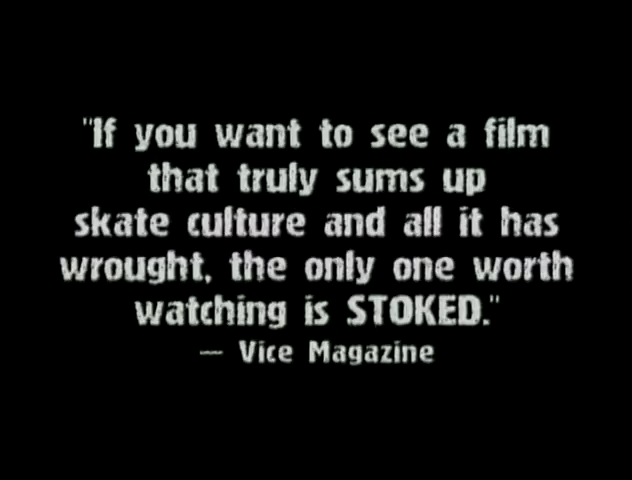 "If you want to see a film
that truly sums up
skate culture and all it has
wrought, the only one worth
watching is STOKED."
— Vice Magazine